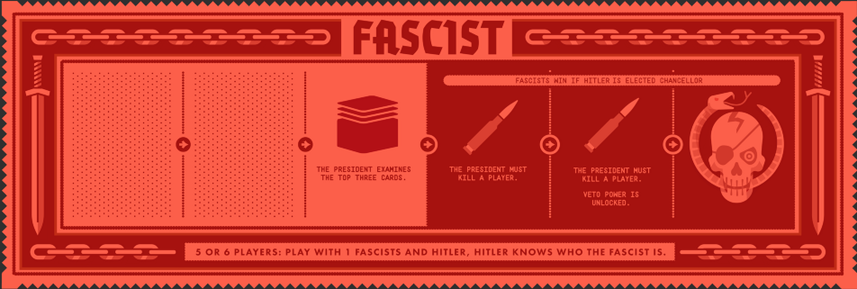 FASCIST
FASCISTS WIN IF HITLER IS ELECTED CHANCELLOR
THE PRESIDENT EXAMINES
THE TOP THREE CARDS.
THE PRESIDENT MUST
KILL A PLAYER.
THE PRESIDENT MUST
KILL A PLAYER.
VETO POWER IS
UNLOCKED.
5 OR 6 PLAYERS: PLAY WITH 1 FASCISTS AND HITLER, HITLER KNOWS WHO THE FASCIST IS.